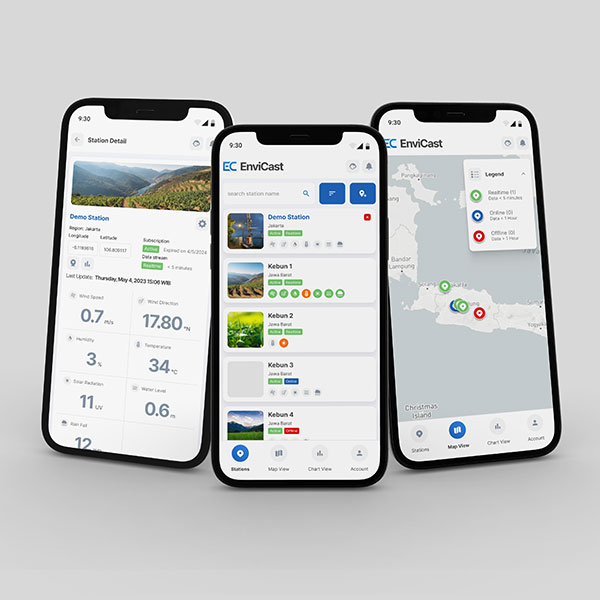 9:30
Station Detail
Demo Station
Region: Jakarta
Longitude Latitude
Subscription
Active Expired on 4/5/2024
Data stream
Realtime < 5 minutes
Last Update: Thursday, May 4, 2023 15:06 WIB
Wind Speed
0.7 m/s
Wind Direction
17.80 °N
Humidity
3 %
Temperature
34 °C
Solar Radiation
11 UV
Water Level
0.6 m
Rain Fall
12
9:30
EC EnviCast
search station name
Demo Station
Jakarta
Active Realtime
Kebun 1
Jawa Barat
Active Realtime
Kebun 2
Jawa Barat
Active Realtime
Kebun 3
Jawa Barat
Active Online
Kebun 4
Jawa Barat
Active Offline
Stations
Map View
Chart View
Account
9:30
EC EnviCast
Legend
Realtime (1)
Data < 5 minutes
Online (0)
Data < 1 Hour
Offline (0)
Data > 1 Hour
Bandar
Lampung
Christmas
Island
Stations
Map View
Chart View
Account